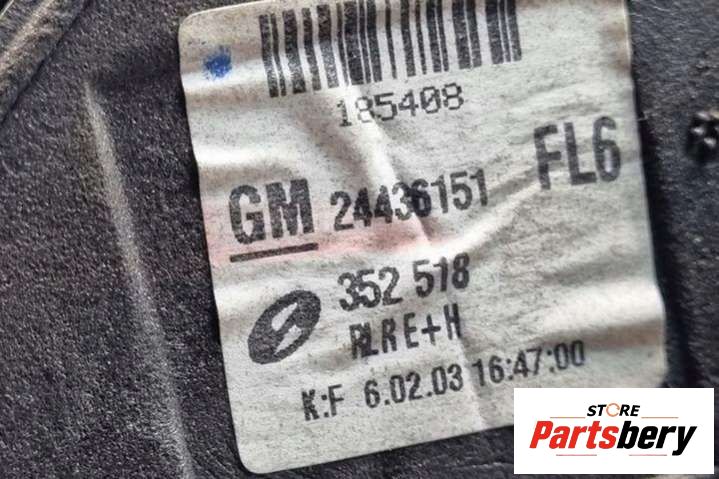 185408
GM 24436151 FL6
352 518
RLRE+H
K:F 6.02.03 16:47:00
STORE
Partsbery